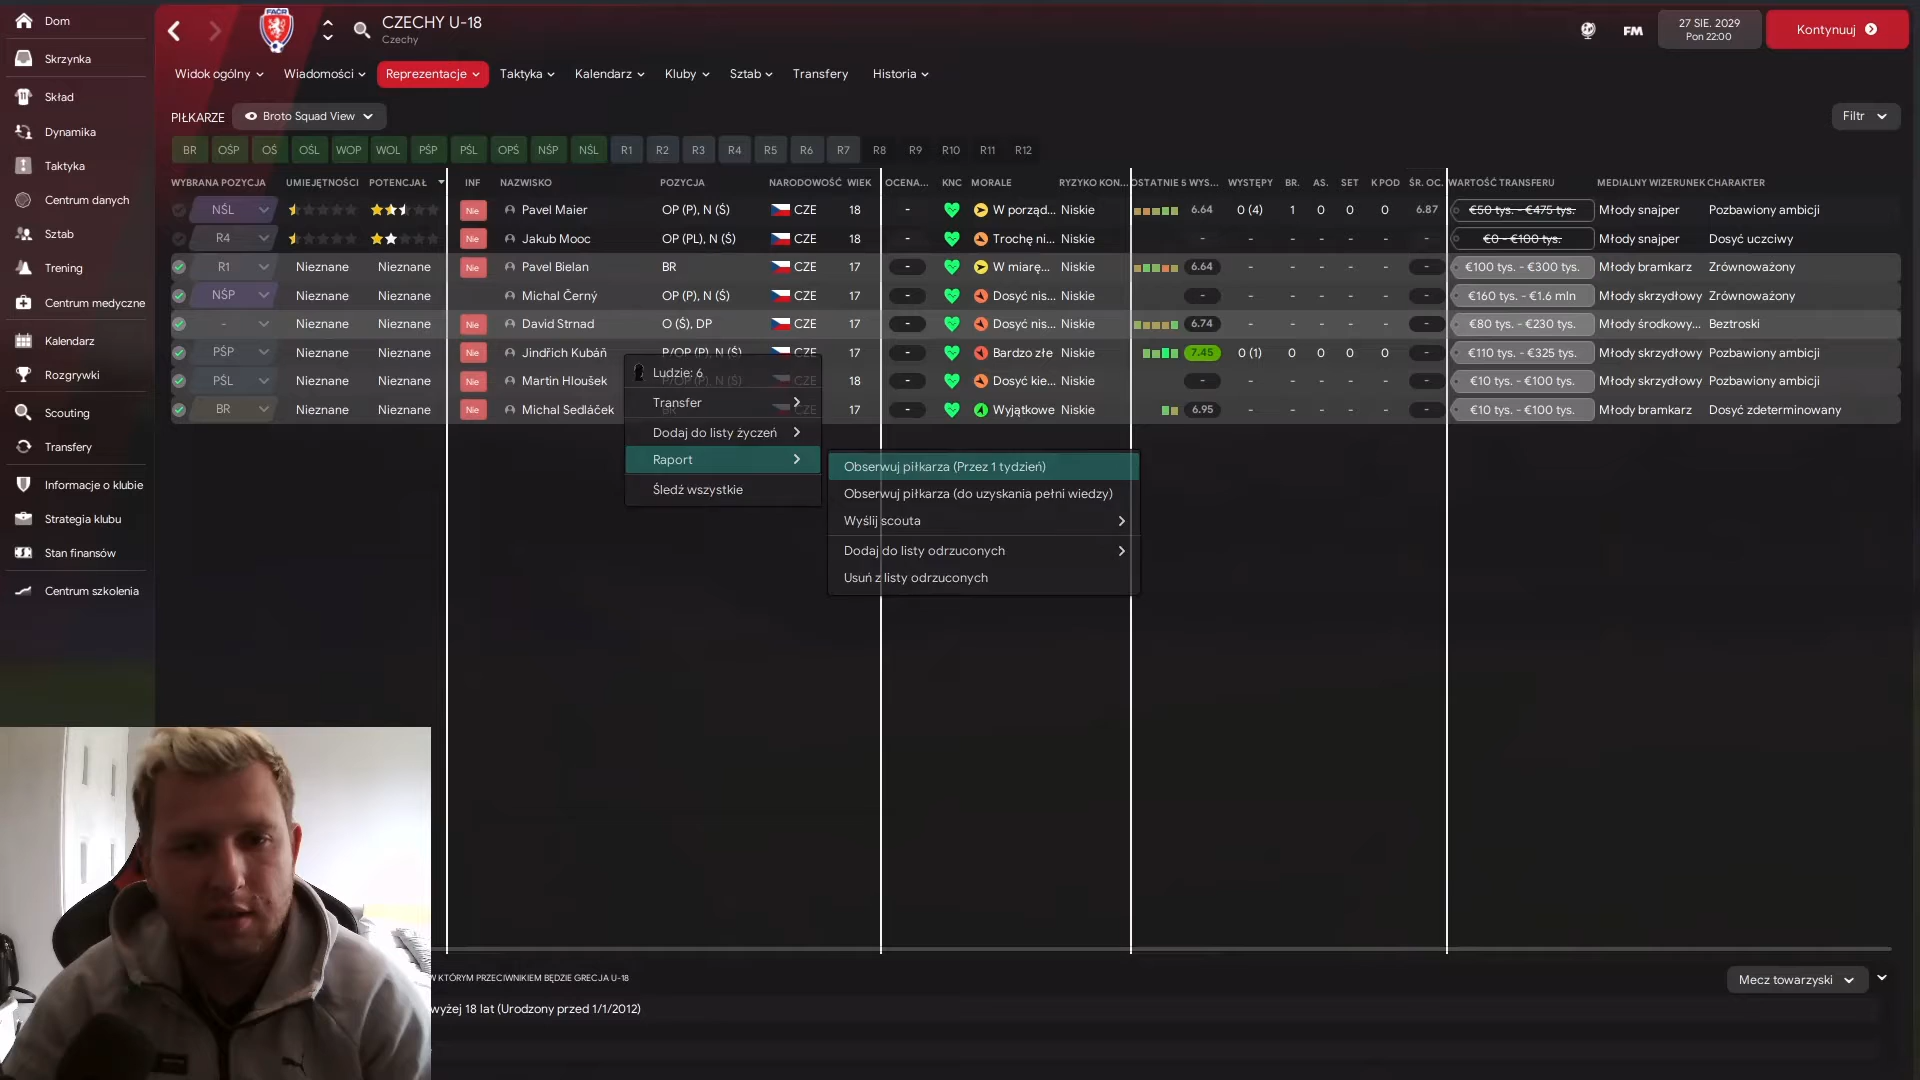 Dom
Skrzynka
Skład
Dynamika
Taktyka
Centrum danych
Sztab
Trening
Centrum medyczne
Kalendarz
Rozgrywki
Scouting
Transfery
Informacje o klubie
Strategia klubu
Stan finansów
Centrum szkolenia
FAČR
CZECHY U-18
Czechy
FM
27 SIE. 2029
Pon 22:00
Kontynuuj
Widok ogólny Wiadomości Reprezentacje Taktyka Kalendarz Kluby Sztab Transfery Historia
PIŁKARZE Broto Squad View Filtr
BR OŚP OŚ OŚL WOP WOL PŚP PŚL OPŚ NŚP NŚL R1 R2 R3 R4 R5 R6 R7 R8 R9 R10 R11 R12
WYBRANA POZYCJA UMIEJĘTNOŚCI POTENCJAŁ INF NAZWISKO POZYCJA NARODOWOŚĆ WIEK OCENA... KNC MORALE RYZYKO KON... OSTATNIE 5 WYS... WYSTĘPY BR. AS. SET K POD ŚR. OC. WARTOŚĆ TRANSFERU MEDIALNY WIZERUNEK CHARAKTER
NŚL Nie Pavel Maier OP (P), N (Ś) CZE 18 - W porząd... Niskie 6.64 0 (4) 1 0 0 0 6.87 €50 tys. - €475 tys. Młody snajper Pozbawiony ambicji
R4 Nie Jakub Mooc OP (PL), N (Ś) CZE 18 - Trochę ni... Niskie - - - - - - - €0 - €100 tys. Młody snajper Dosyć uczciwy
R1 Nieznane Nieznane Nie Pavel Bielan BR CZE 17 - W miarę... Niskie 6.64 - - - - - - €100 tys. - €300 tys. Młody bramkarz Zrównoważony
NŚP Nieznane Nieznane Michal Černý OP (P), N (Ś) CZE 17 - Dosyć nis... Niskie - - - - - - - €160 tys. - €1.6 mln Młody skrzydłowy Zrównoważony
- Nieznane Nieznane Nie David Strnad O (Ś), DP CZE 17 - Dosyć nis... Niskie 6.74 - - - - - - €80 tys. - €230 tys. Młody środkowy... Beztroski
PŚP Nieznane Nieznane Nie Jindřich Kubáň P/OP (P), N (Ś) CZE 17 - Bardzo złe Niskie 7.45 0 (1) 0 0 0 0 - €110 tys. - €325 tys. Młody skrzydłowy Pozbawiony ambicji
PŚL Nieznane Nieznane Nie Martin Hloušek P/OP (P), N (Ś) CZE 18 - Dosyć kie... Niskie - - - - - - - €10 tys. - €100 tys. Młody skrzydłowy Pozbawiony ambicji
BR Nieznane Nieznane Nie Michal Sedláček BR CZE 17 - Wyjątkowe Niskie 6.95 - - - - - - €10 tys. - €100 tys. Młody bramkarz Dosyć zdeterminowany
Ludzie: 6
Transfer
Dodaj do listy życzeń
Raport
Śledź wszystkie
Obserwuj piłkarza (Przez 1 tydzień)
Obserwuj piłkarza (do uzyskania pełni wiedzy)
Wyślij scouta
Dodaj do listy odrzuconych
Usuń z listy odrzuconych
W KTÓRYM PRZECIWNIKIEM BĘDZIE GRECJA U-18
Mecz towarzyski
wyżej 18 lat (Urodzony przed 1/1/2012)